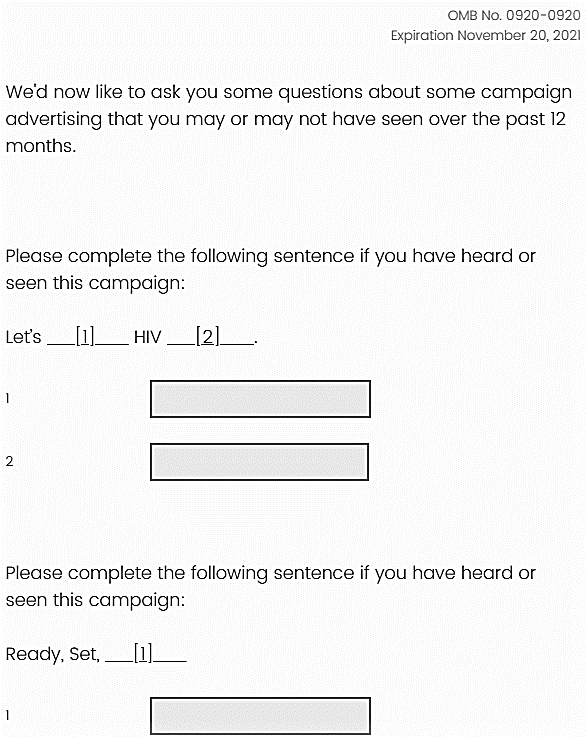 OMB No. 0920-0920
Expiration November 20, 2021
We'd now like to ask you some questions about some campaign
advertising that you may or may not have seen over the past 12
months.
Please complete the following sentence if you have heard or
seen this campaign:
Let's ___[1]____ HIV ___[2]____.
1
2
Please complete the following sentence if you have heard or
seen this campaign:
Ready, Set, ___[1]____
1